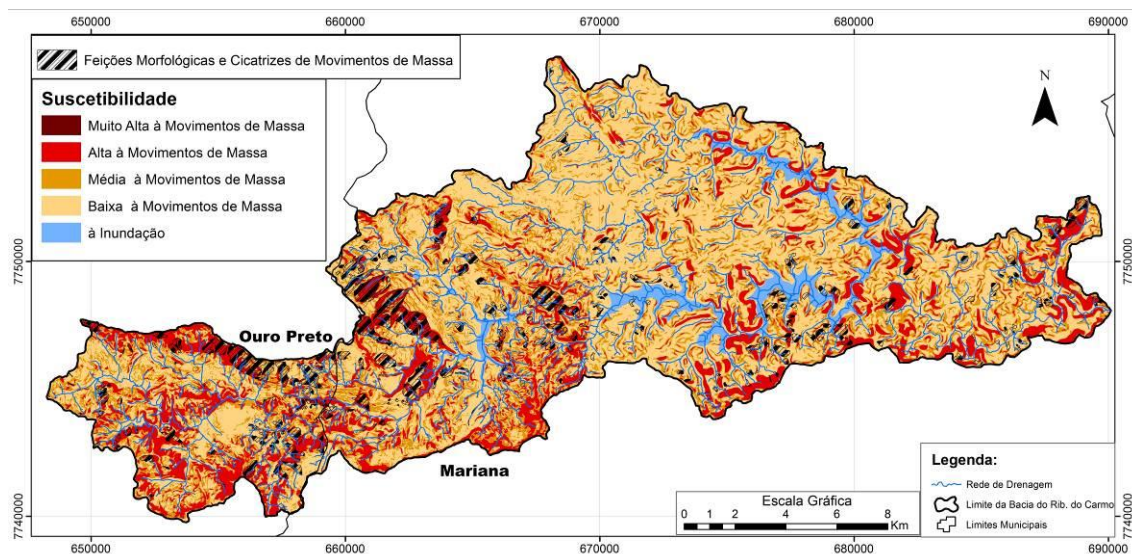 650000 660000 670000 680000 690000
Feições Morfológicas e Cicatrizes de Movimentos de Massa
Suscetibilidade
Muito Alta à Movimentos de Massa
Alta à Movimentos de Massa
Média à Movimentos de Massa
Baixa à Movimentos de Massa
à Inundação
N
7750000 7750000
Ouro Preto
Mariana
Legenda:
Rede de Drenagem
Limite da Bacia do Rib. do Carmo
Limites Municipais
Escala Gráfica
0 1 2 4 6 8
Km
7740000 7740000
650000 660000 670000 680000 690000